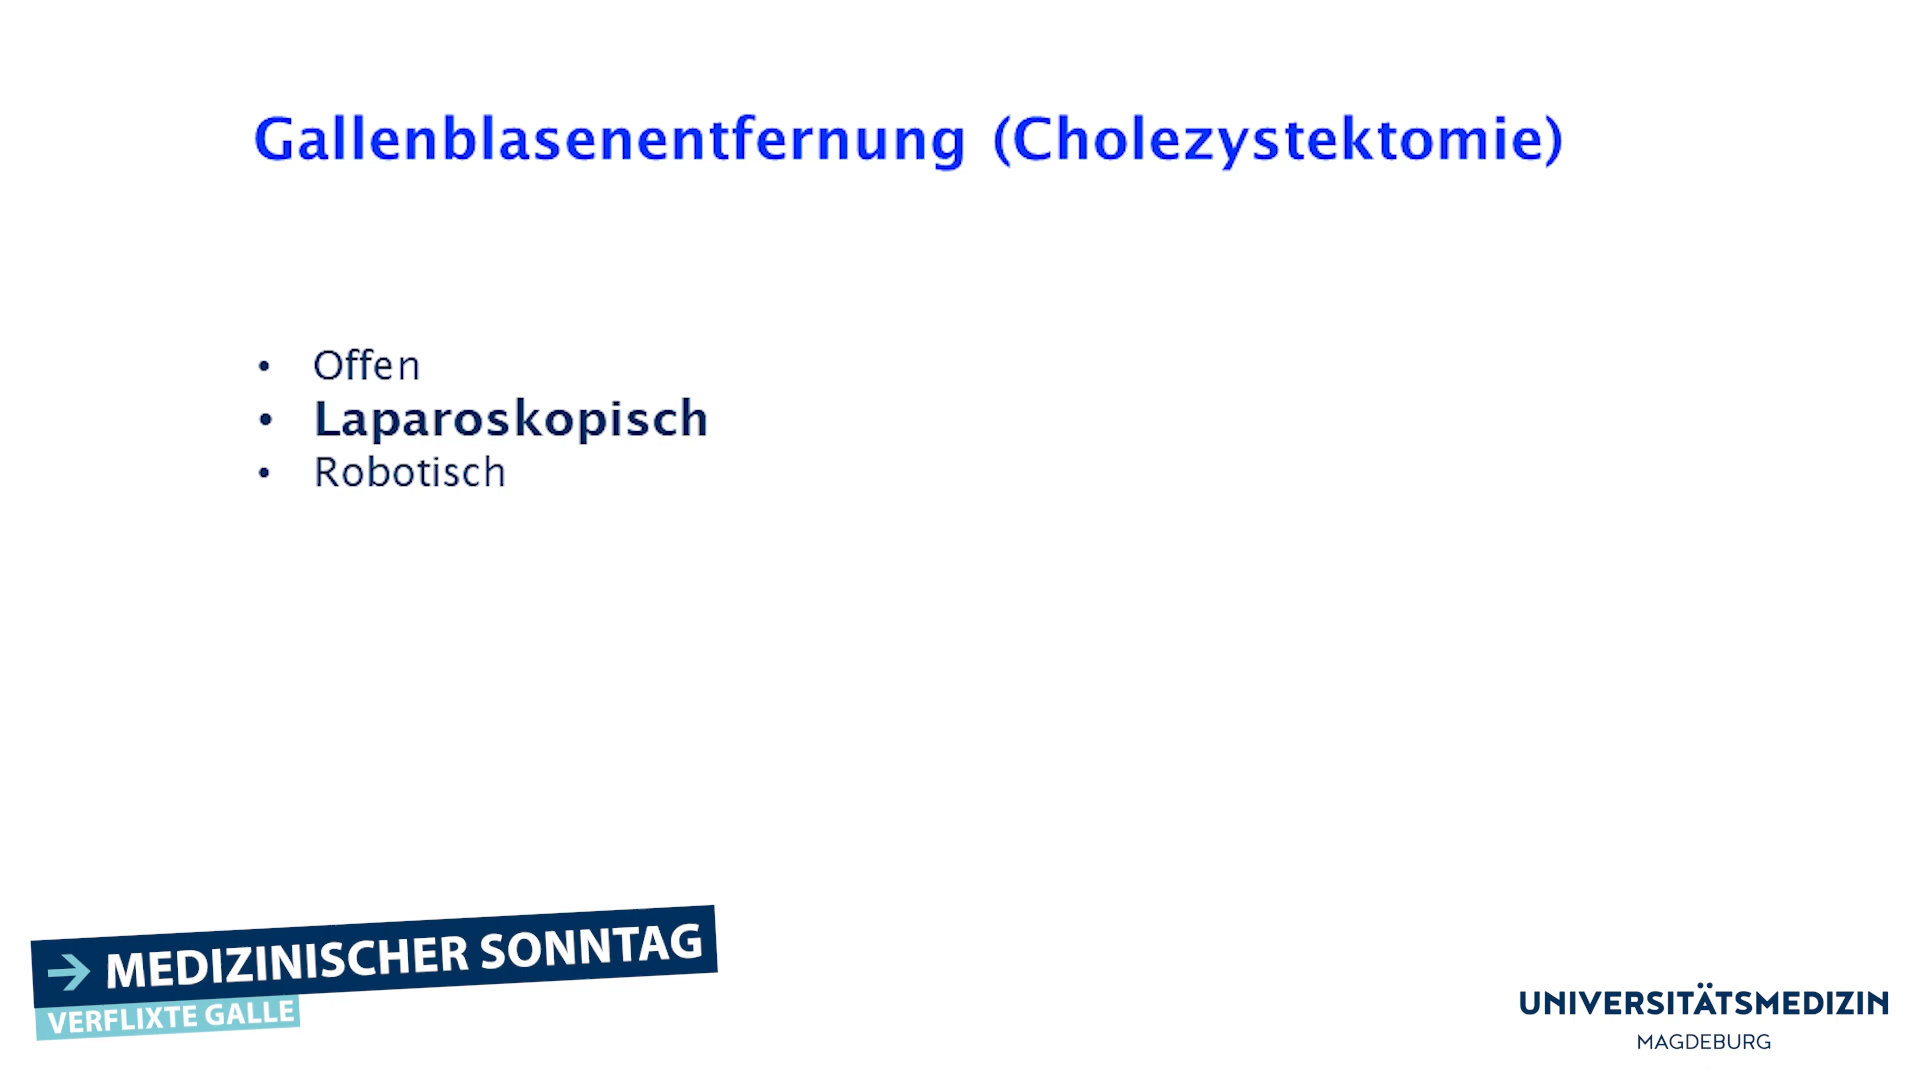 Gallenblasenentfernung (Cholezystektomie)
• Offen
• Laparoskopisch
• Robotisch
→ MEDIZINISCHER SONNTAG
VERFLIXTE GALLE
UNIVERSITÄTSMEDIZIN
MAGDEBURG